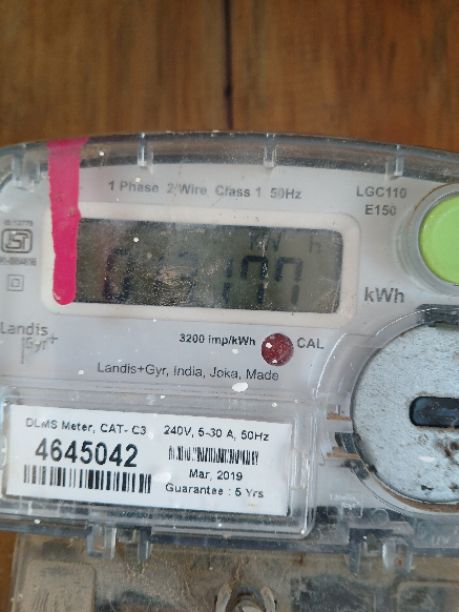 1 Phase 2 Wire Class 1 50Hz
LGC110
E150
kWh
3200 imp/kWh
CAL
Landis
Gyr+
Landis+Gyr, India, Joka, Made
DLMS Meter, CAT- C3
240V, 5-30 A, 50Hz
4645042
Mar, 2019
Guarantee : 5 Yrs